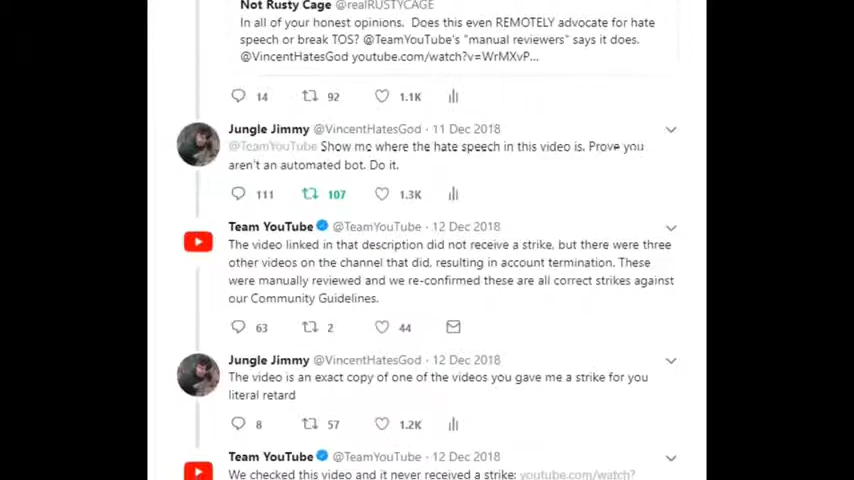 Not Rusty Cage @realRUSTYCAGE
In all of your honest opinions. Does this even REMOTELY advocate for hate
speech or break TOS? @TeamYouTube's "manual reviewers" says it does.
@VincentHatesGod youtube.com/watch?v=WrMXvP...
14 92 1.1K
Jungle Jimmy @VincentHatesGod · 11 Dec 2018
@TeamYouTube Show me where the hate speech in this video is. Prove you
aren't an automated bot. Do it.
111 107 1.3K
Team YouTube @TeamYouTube · 12 Dec 2018
The video linked in that description did not receive a strike, but there were three
other videos on the channel that did, resulting in account termination. These
were manually reviewed and we re-confirmed these are all correct strikes against
our Community Guidelines.
63 2 44
Jungle Jimmy @VincentHatesGod · 12 Dec 2018
The video is an exact copy of one of the videos you gave me a strike for you
literal retard
8 57 1.2K
Team YouTube @TeamYouTube · 12 Dec 2018
We checked this video and it never received a strike: youtube.com/watch?